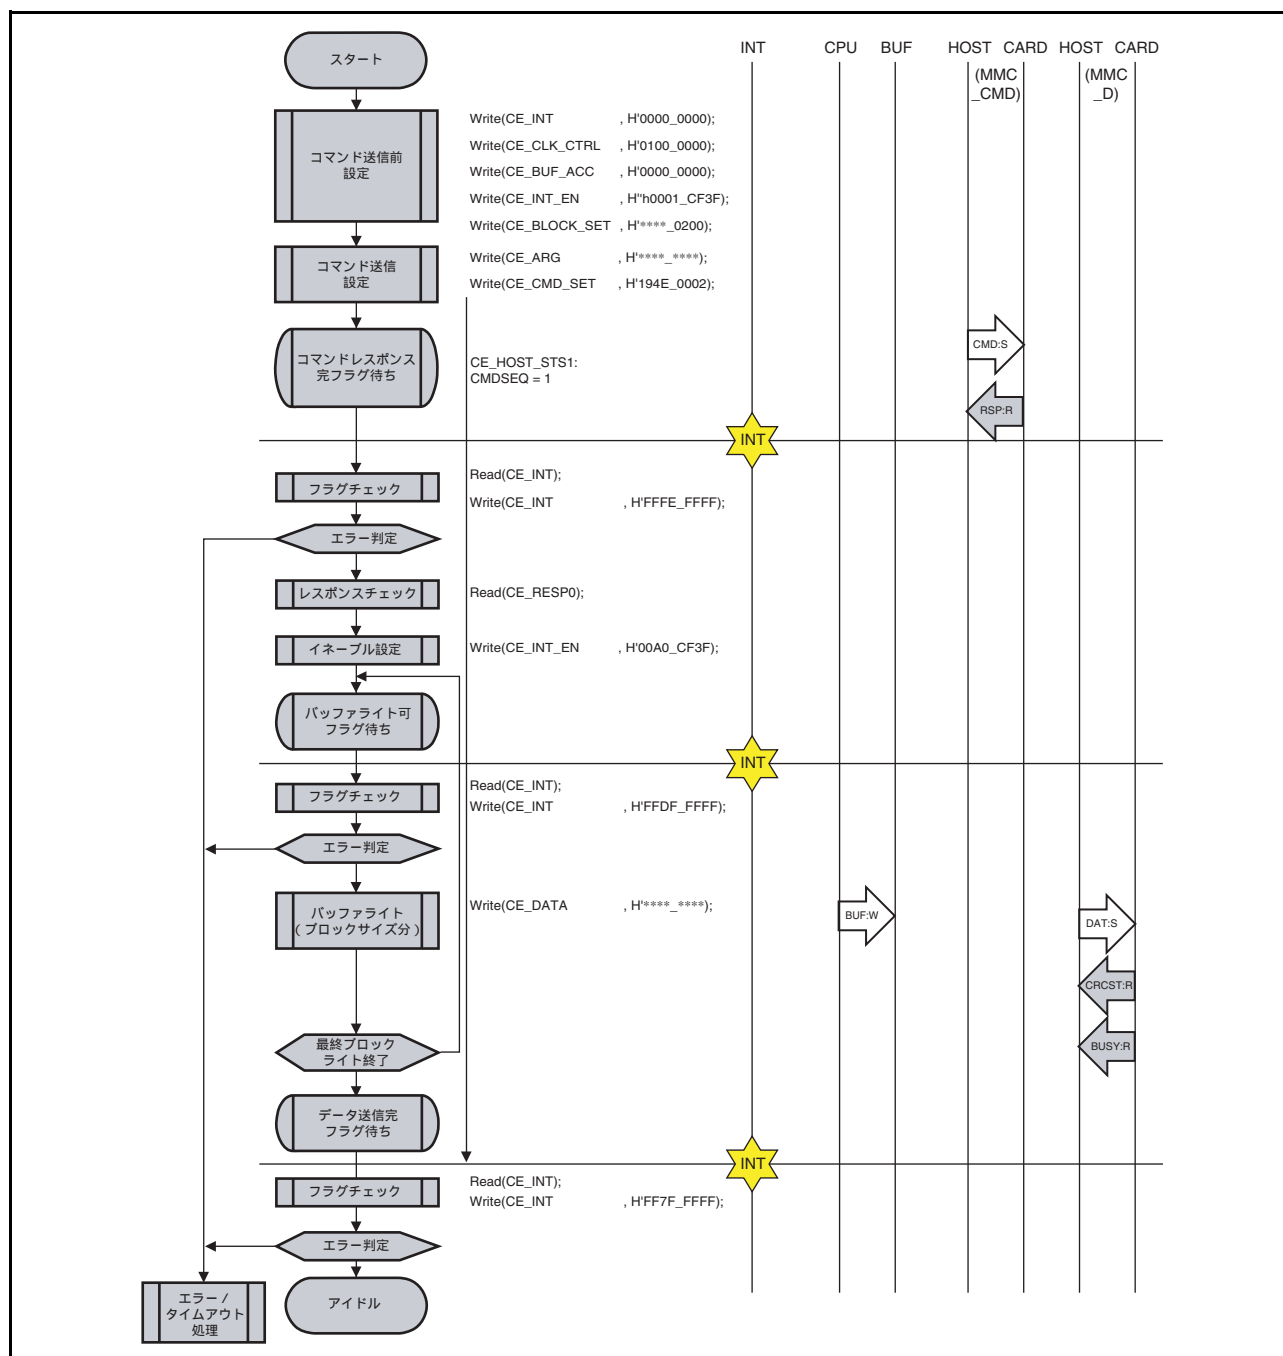 スタート
INT CPU BUF HOST CARD HOST CARD
(MMC
_CMD)
(MMC
_D)
コマンド送信前
設定
Write(CE_INT , H'0000_0000);
Write(CE_CLK_CTRL , H'0100_0000);
Write(CE_BUF_ACC , H'0000_0000);
Write(CE_INT_EN , H''h0001_CF3F);
Write(CE_BLOCK_SET , H'****_0200);
コマンド送信
設定
Write(CE_ARG , H'****_****);
Write(CE_CMD_SET , H'194E_0002);
コマンドレスポンス
完フラグ待ち
CE_HOST_STS1:
CMDSEQ = 1
CMD:S
RSP:R
INT
フラグチェック
Read(CE_INT);
Write(CE_INT , H'FFFE_FFFF);
エラー判定
レスポンスチェック
Read(CE_RESP0);
イネーブル設定
Write(CE_INT_EN , H'00A0_CF3F);
バッファライト可
フラグ待ち
INT
フラグチェック
Read(CE_INT);
Write(CE_INT , H'FFDF_FFFF);
エラー判定
バッファライト
(ブロックサイズ分)
Write(CE_DATA , H'****_****);
BUF:W
DAT:S
CRCST:R
BUSY:R
最終ブロック
ライト終了
データ送信完
フラグ待ち
INT
フラグチェック
Read(CE_INT);
Write(CE_INT , H'FF7F_FFFF);
エラー判定
エラー /
タイムアウト
処理
アイドル